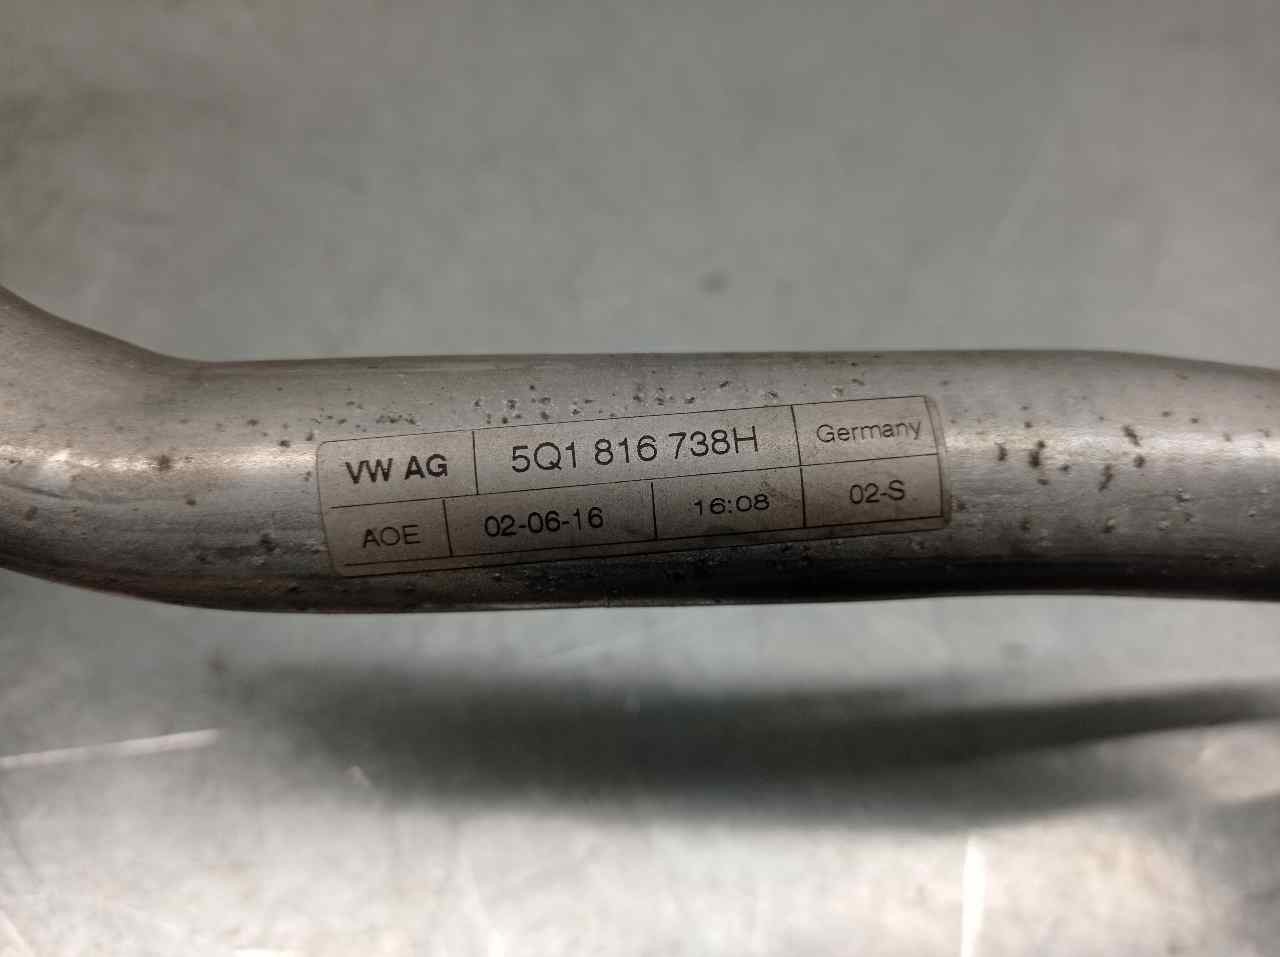 VW AG 5Q1 816 738H Germany
AOE 02-06-16 16:08 02-S